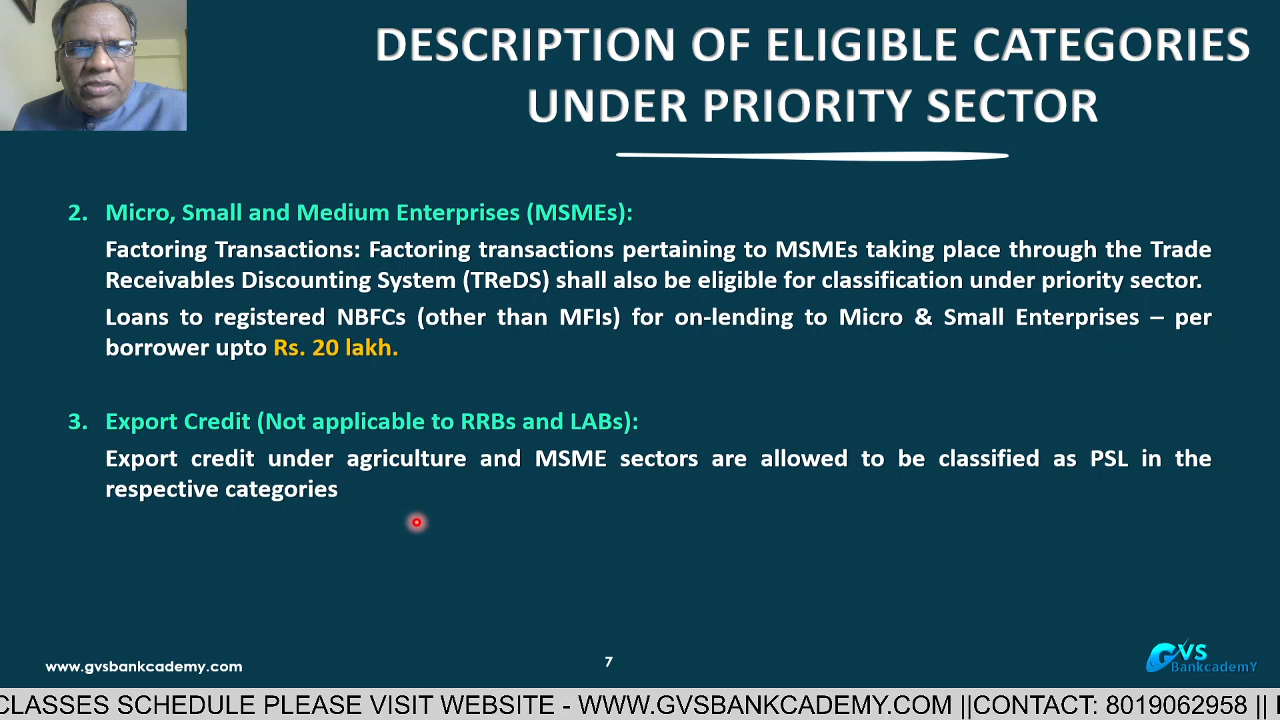 DESCRIPTION OF ELIGIBLE CATEGORIES
UNDER PRIORITY SECTOR
2. Micro, Small and Medium Enterprises (MSMEs):
Factoring Transactions: Factoring transactions pertaining to MSMEs taking place through the Trade
Receivables Discounting System (TReDS) shall also be eligible for classification under priority sector.
Loans to registered NBFCs (other than MFIs) for on-lending to Micro & Small Enterprises – per
borrower upto Rs. 20 lakh.
3. Export Credit (Not applicable to RRBs and LABs):
Export credit under agriculture and MSME sectors are allowed to be classified as PSL in the
respective categories
www.gvsbankcademy.com
7
GVS
BankcademY
CLASSES SCHEDULE PLEASE VISIT WEBSITE - WWW.GVSBANKCADEMY.COM ||CONTACT: 8019062958 ||